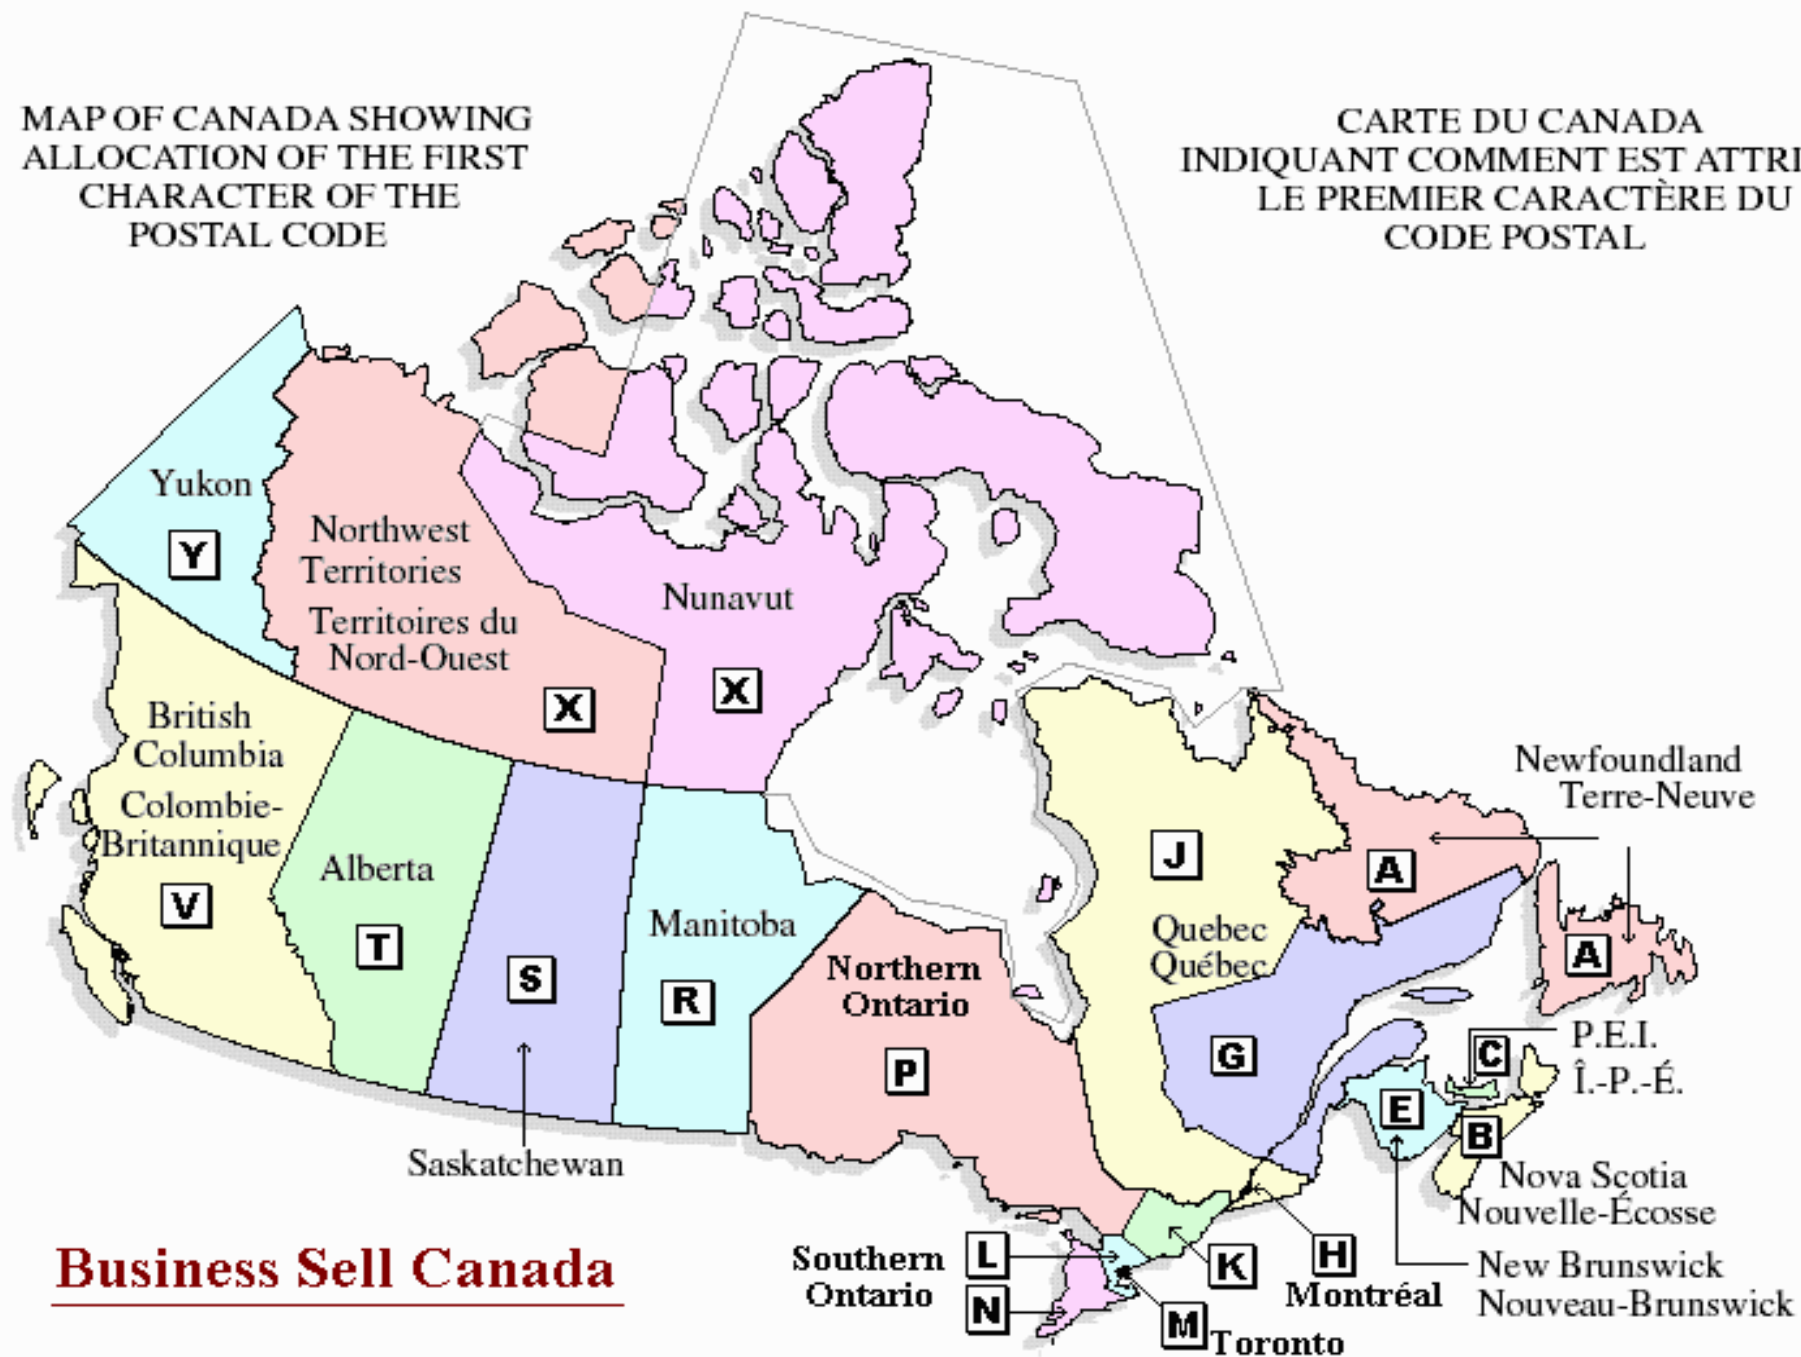 MAP OF CANADA SHOWING
ALLOCATION OF THE FIRST
CHARACTER OF THE
POSTAL CODE
CARTE DU CANADA
INDIQUANT COMMENT EST ATTRI
LE PREMIER CARACTÈRE DU
CODE POSTAL
Yukon
Y
Northwest
Territories
Territoires du
Nord-Ouest
X
Nunavut
X
British
Columbia
Colombie-
Britannique
V
Alberta
T
S
Saskatchewan
Manitoba
R
Northern
Ontario
P
J
Quebec
Québec
G
Newfoundland
Terre-Neuve
A
A
P.E.I.
Î.-P.-É.
C
E
B
Nova Scotia
Nouvelle-Écosse
New Brunswick
Nouveau-Brunswick
H
Montréal
K
Southern
Ontario
L
N
M
Toronto
Business Sell Canada